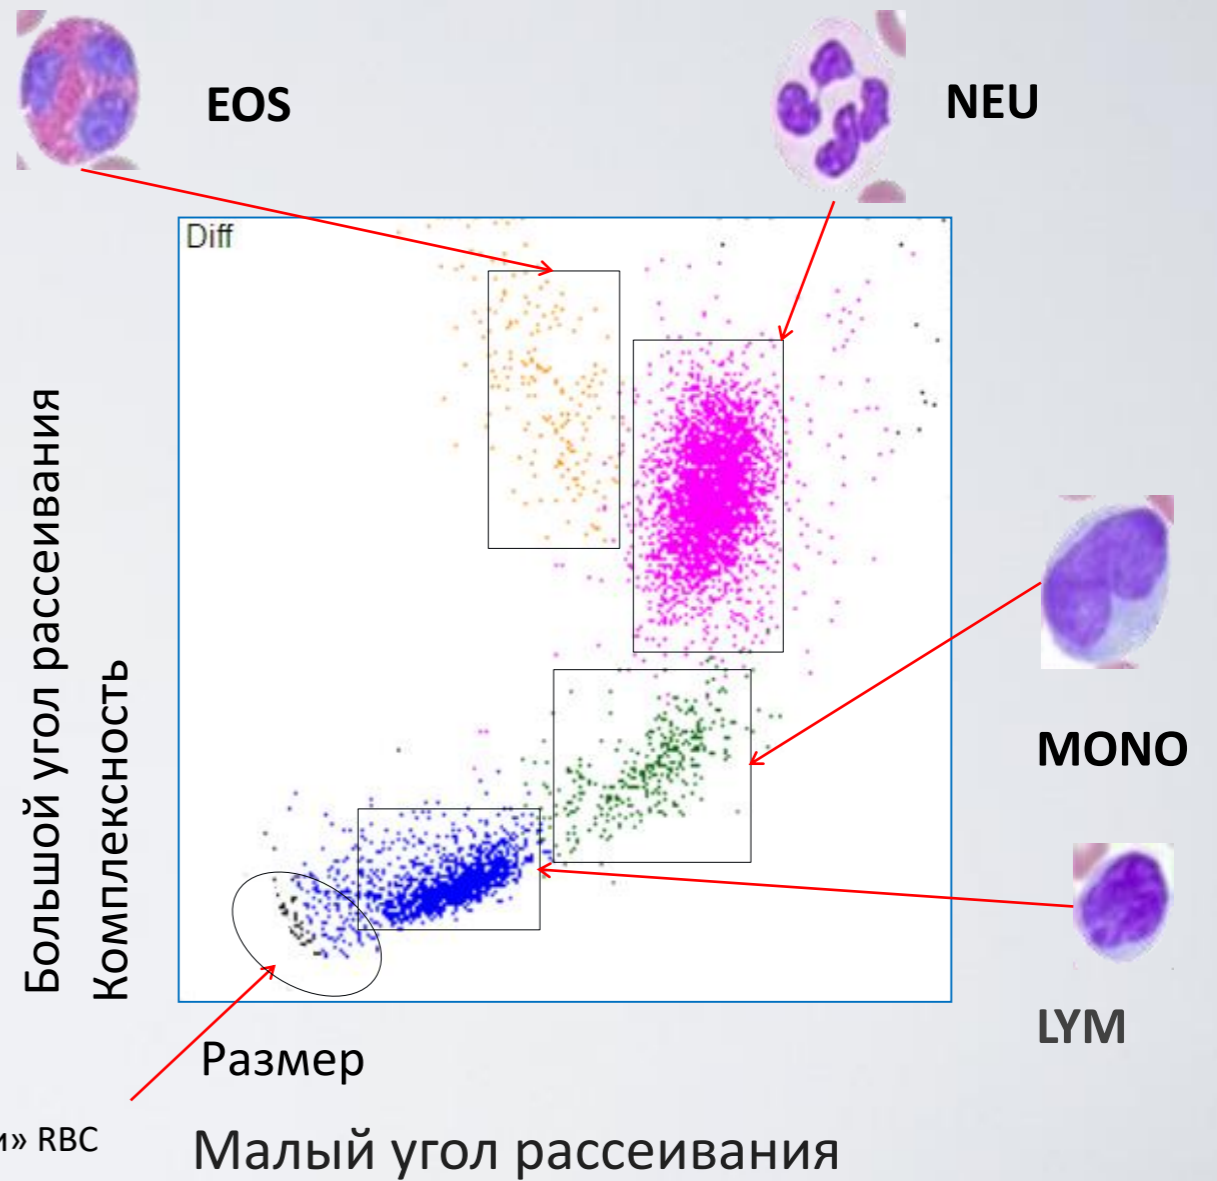 EOS
NEU
Diff
Большой угол рассеивания
Комплексность
MONO
LYM
Размер
RBC
Малый угол рассеивания